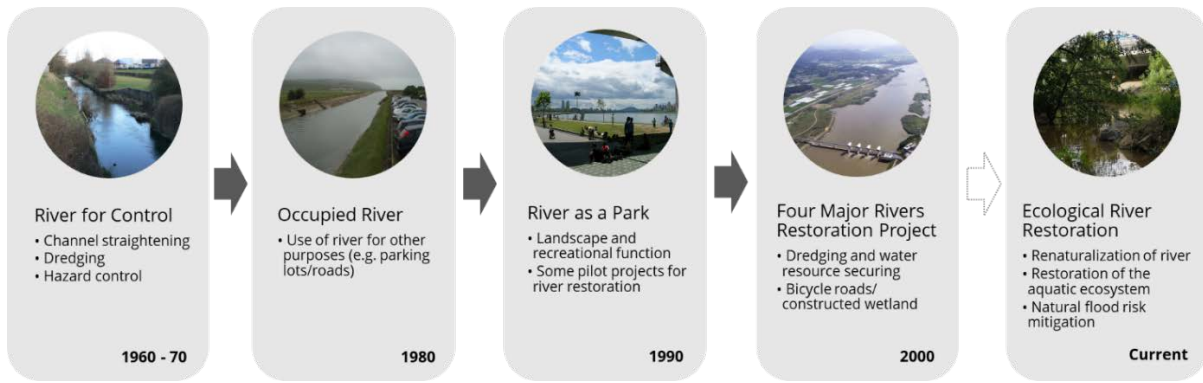 River for Control
• Channel straightening
• Dredging
• Hazard control
1960 - 70
Occupied River
• Use of river for other
purposes (e.g. parking
lots/roads)
1980
River as a Park
• Landscape and
recreational function
• Some pilot projects for
river restoration
1990
Four Major Rivers
Restoration Project
• Dredging and water
resource securing
• Bicycle roads/
constructed wetland
2000
Ecological River
Restoration
• Renaturalization of river
• Restoration of the
aquatic ecosystem
• Natural flood risk
mitigation
Current